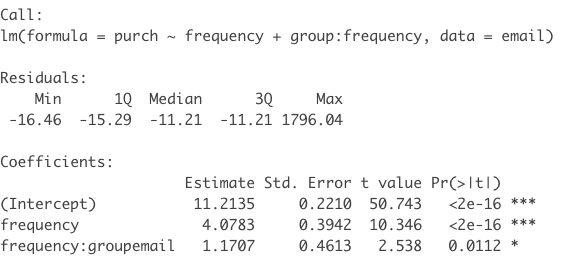 Call:
lm(formula = purch ~ frequency + group:frequency, data = email)
Residuals:
Min 1Q Median 3Q Max
-16.46 -15.29 -11.21 -11.21 1796.04
Coefficients:
Estimate Std. Error t value Pr(>|t|)
(Intercept) 11.2135 0.2210 50.743 <2e-16 ***
frequency 4.0783 0.3942 10.346 <2e-16 ***
frequency:groupemail 1.1707 0.4613 2.538 0.0112 *